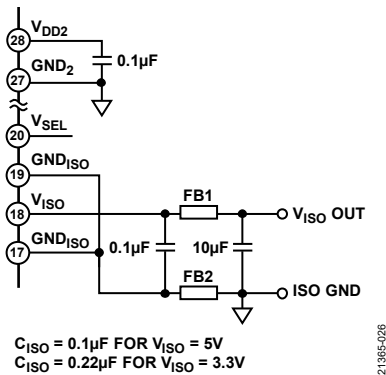 28
VDD2
0.1µF
27
GND2
20
VSEL
19
GNDISO
18
VISO
FB1
VISO OUT
17
GNDISO
0.1µF
10µF
FB2
ISO GND
CISO = 0.1µF FOR VISO = 5V
CISO = 0.22µF FOR VISO = 3.3V
21365-026